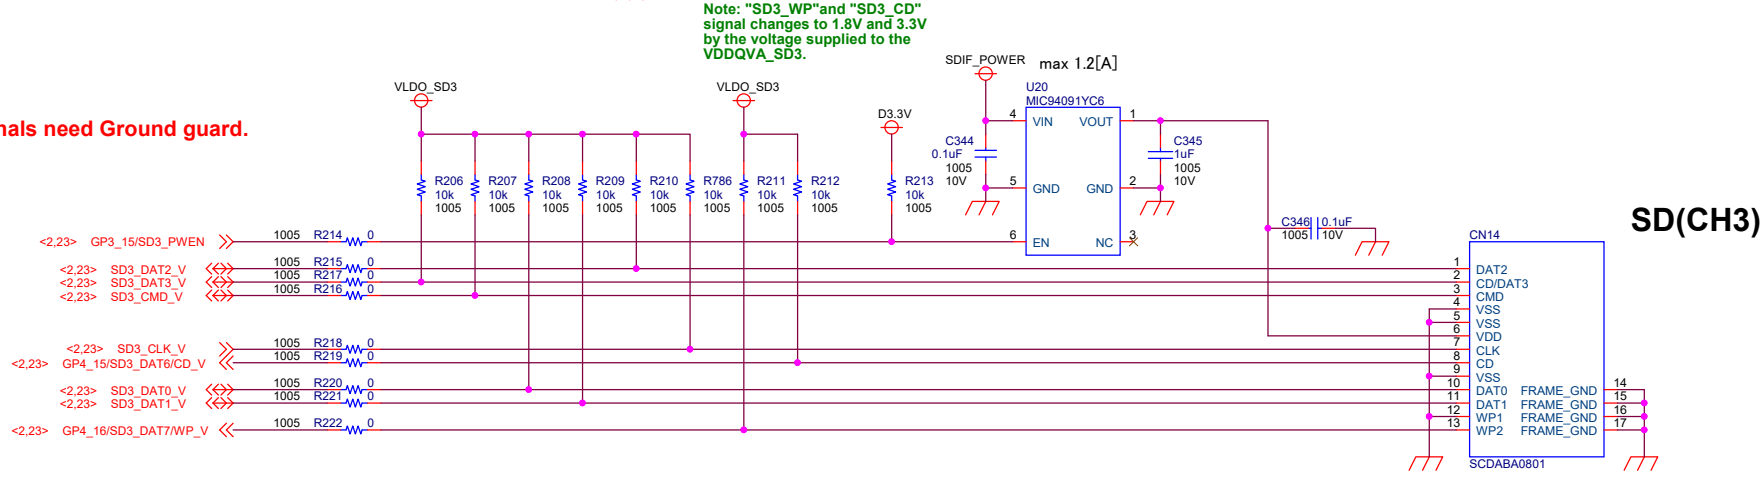 Note: "SD3_WP"and "SD3_CD"
signal changes to 1.8V and 3.3V
by the voltage supplied to the
VDDQVA_SD3.
SDIF_POWER max 1.2[A]
VLDO_SD3 VLDO_SD3
U20
MIC94091YC6
D3.3V
nals need Ground guard.
4 VIN VOUT 1
C344
0.1uF
1005
10V
C345
1uF
1005
10V
5 GND GND 2
R206
10k
1005
R207
10k
1005
R208
10k
1005
R209
10k
1005
R210
10k
1005
R786
10k
1005
R211
10k
1005
R212
10k
1005
R213
10k
1005
SD(CH3)
C346 0.1uF
1005 10V
<2,23> GP3_15/SD3_PWEN 1005 R214 0
6 EN NC 3
CN14
<2,23> SD3_DAT2_V 1005 R215 0
<2,23> SD3_DAT3_V 1005 R217 0
<2,23> SD3_CMD_V 1005 R216 0
<2,23> SD3_CLK_V 1005 R218 0
<2,23> GP4_15/SD3_DAT6/CD_V 1005 R219 0
<2,23> SD3_DAT0_V 1005 R220 0
<2,23> SD3_DAT1_V 1005 R221 0
<2,23> GP4_16/SD3_DAT7/WP_V 1005 R222 0
1 DAT2
2 CD/DAT3
3 CMD
4 VSS
5 VSS
6 VDD
7 CLK
8 CD
9 VSS
10 DAT0 FRAME_GND 14
11 DAT1 FRAME_GND 15
12 WP1 FRAME_GND 16
13 WP2 FRAME_GND 17
SCDABA0801